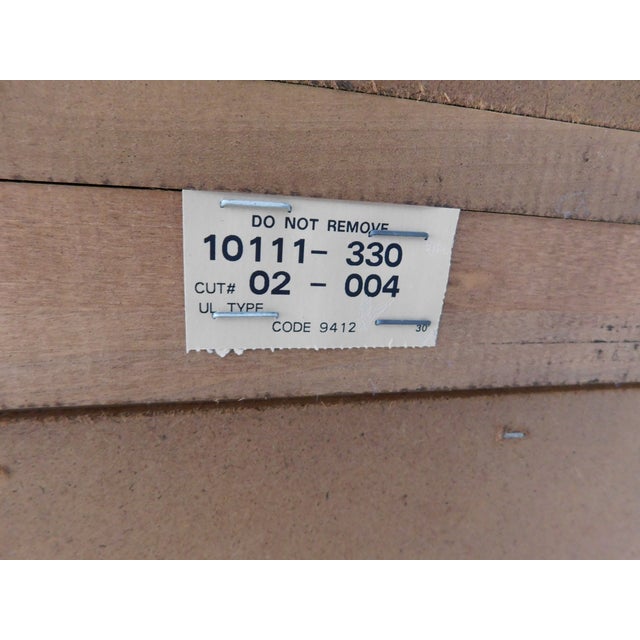 DO NOT REMOVE
10111- 330
CUT# 02 - 004
UL TYPE
CODE 9412 30